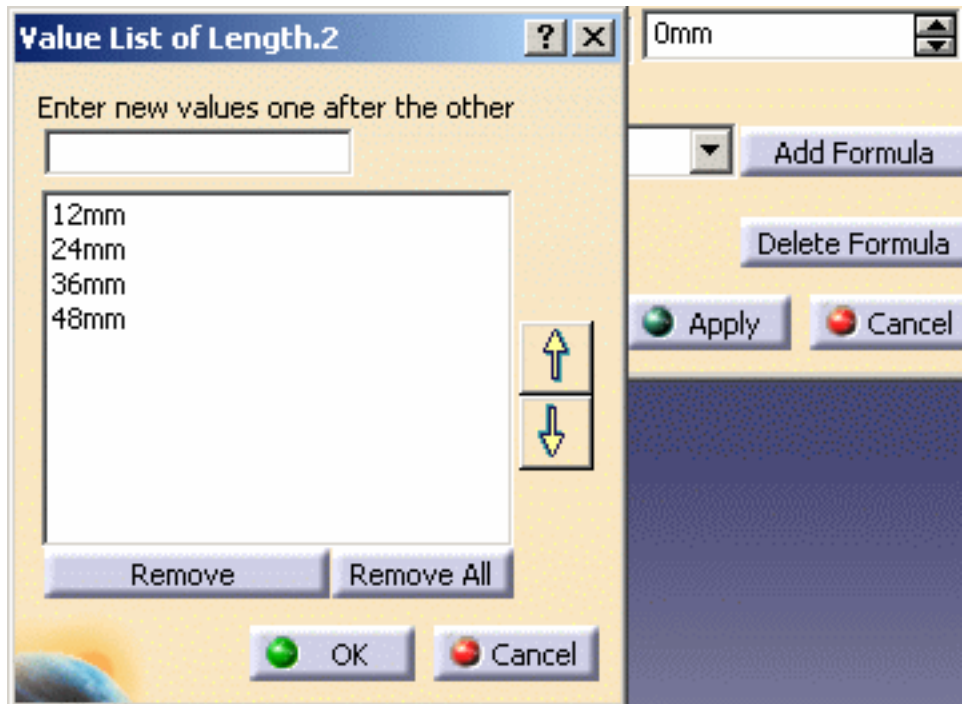 Value List of Length.2
?
0mm
Enter new values one after the other
Add Formula
12mm
24mm
36mm
48mm
Delete Formula
Apply
Cancel
Remove
Remove All
OK
Cancel